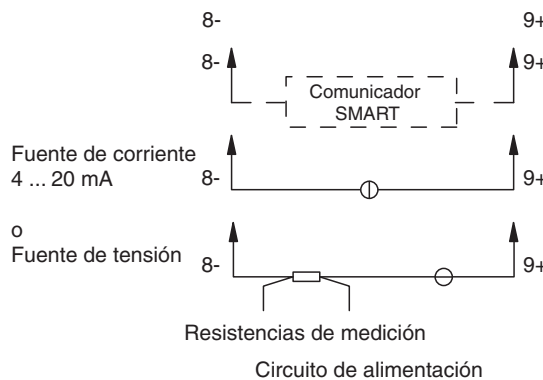 8- 9+
8- 9+
Comunicador
SMART
Fuente de corriente
4 ... 20 mA
8- 9+
o
Fuente de tensión
8- 9+
Resistencias de medición
Circuito de alimentación